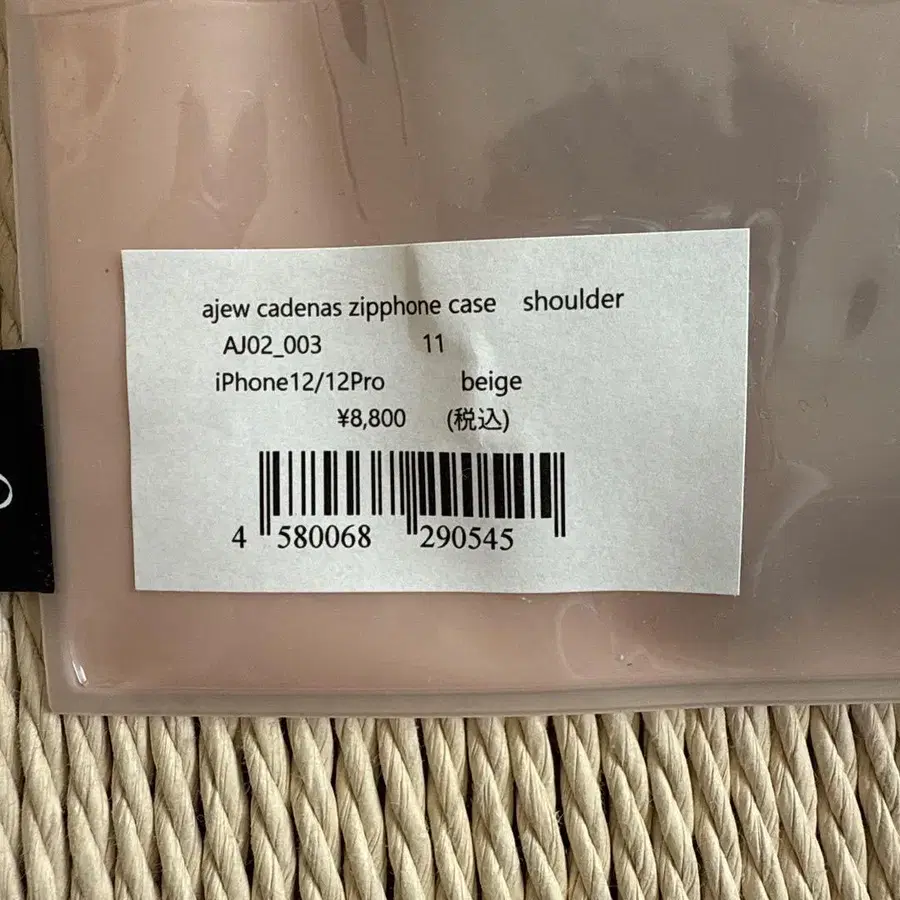 ajew cadenas zipphone case shoulder
AJ02_003 11
iPhone12/12Pro beige
¥8,800 (税込)
4 580068 290545